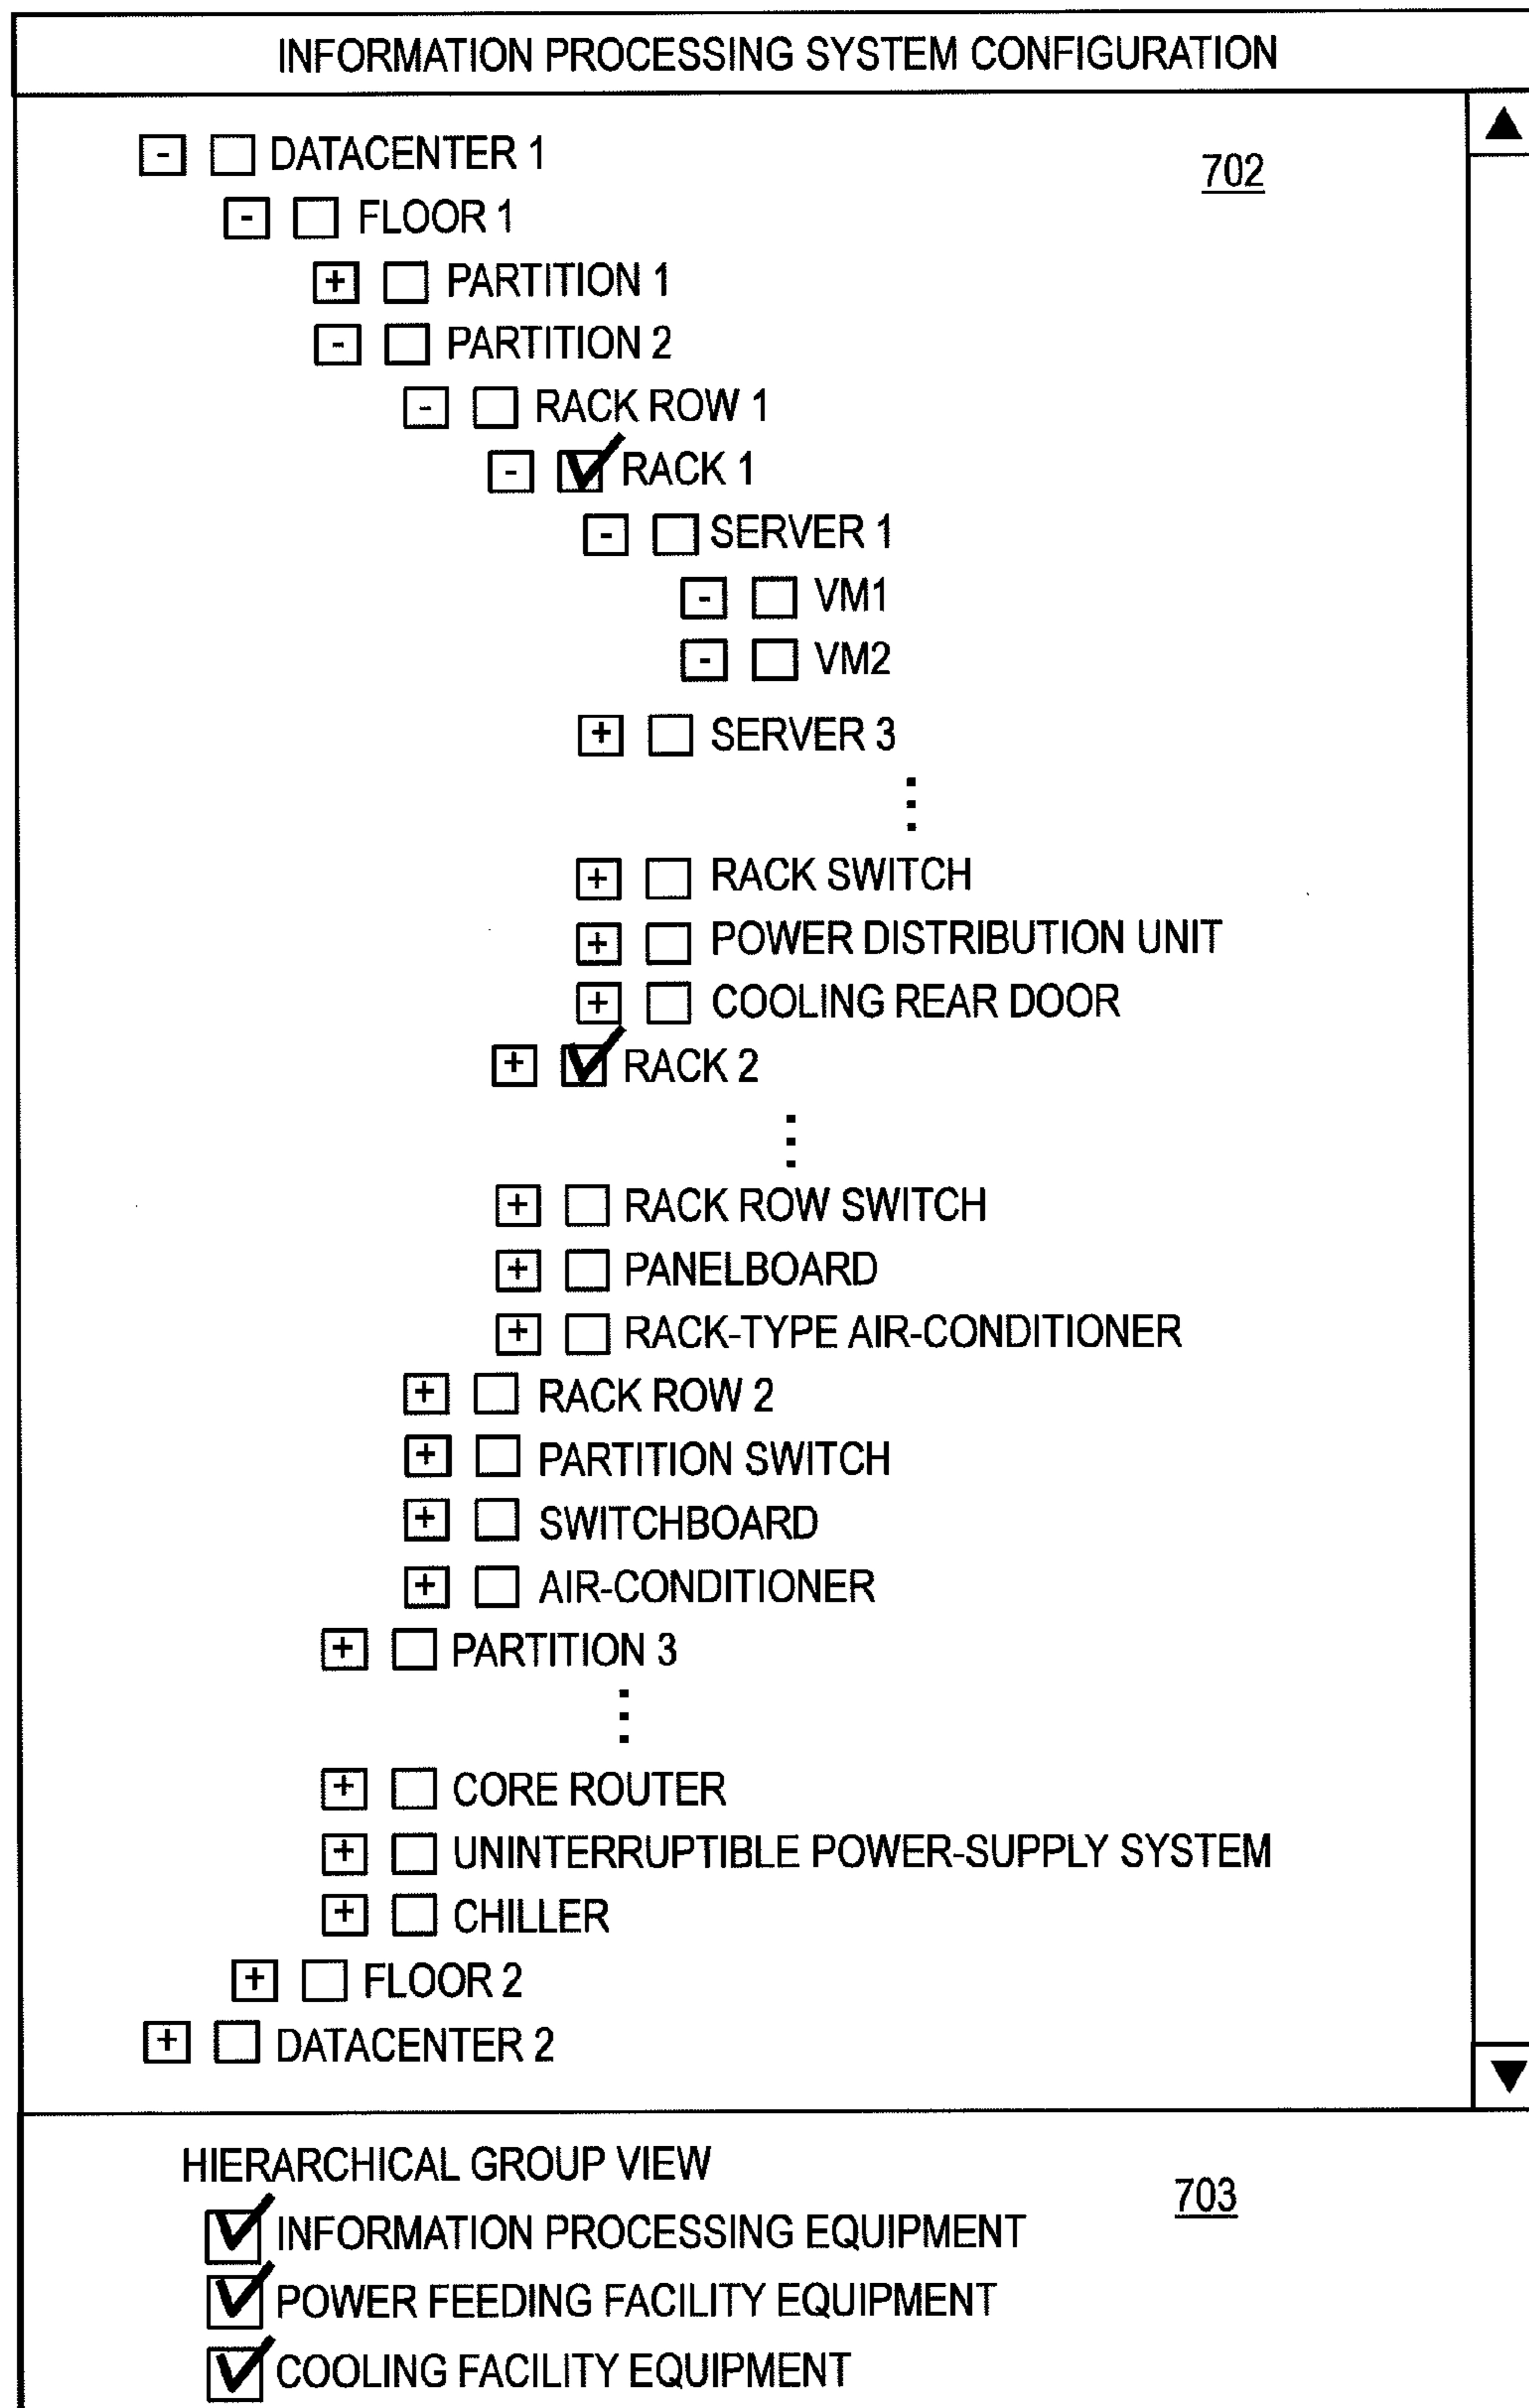 INFORMATION PROCESSING SYSTEM CONFIGURATION
- DATACENTER 1
702
- FLOOR 1
+ PARTITION 1
- PARTITION 2
- RACK ROW 1
- RACK 1
- SERVER 1
- VM1
- VM2
+ SERVER 3
+ RACK SWITCH
+ POWER DISTRIBUTION UNIT
+ COOLING REAR DOOR
+ RACK 2
+ RACK ROW SWITCH
+ PANELBOARD
+ RACK-TYPE AIR-CONDITIONER
+ RACK ROW 2
+ PARTITION SWITCH
+ SWITCHBOARD
+ AIR-CONDITIONER
+ PARTITION 3
+ CORE ROUTER
+ UNINTERRUPTIBLE POWER-SUPPLY SYSTEM
+ CHILLER
+ FLOOR 2
+ DATACENTER 2
HIERARCHICAL GROUP VIEW
703
INFORMATION PROCESSING EQUIPMENT
POWER FEEDING FACILITY EQUIPMENT
COOLING FACILITY EQUIPMENT